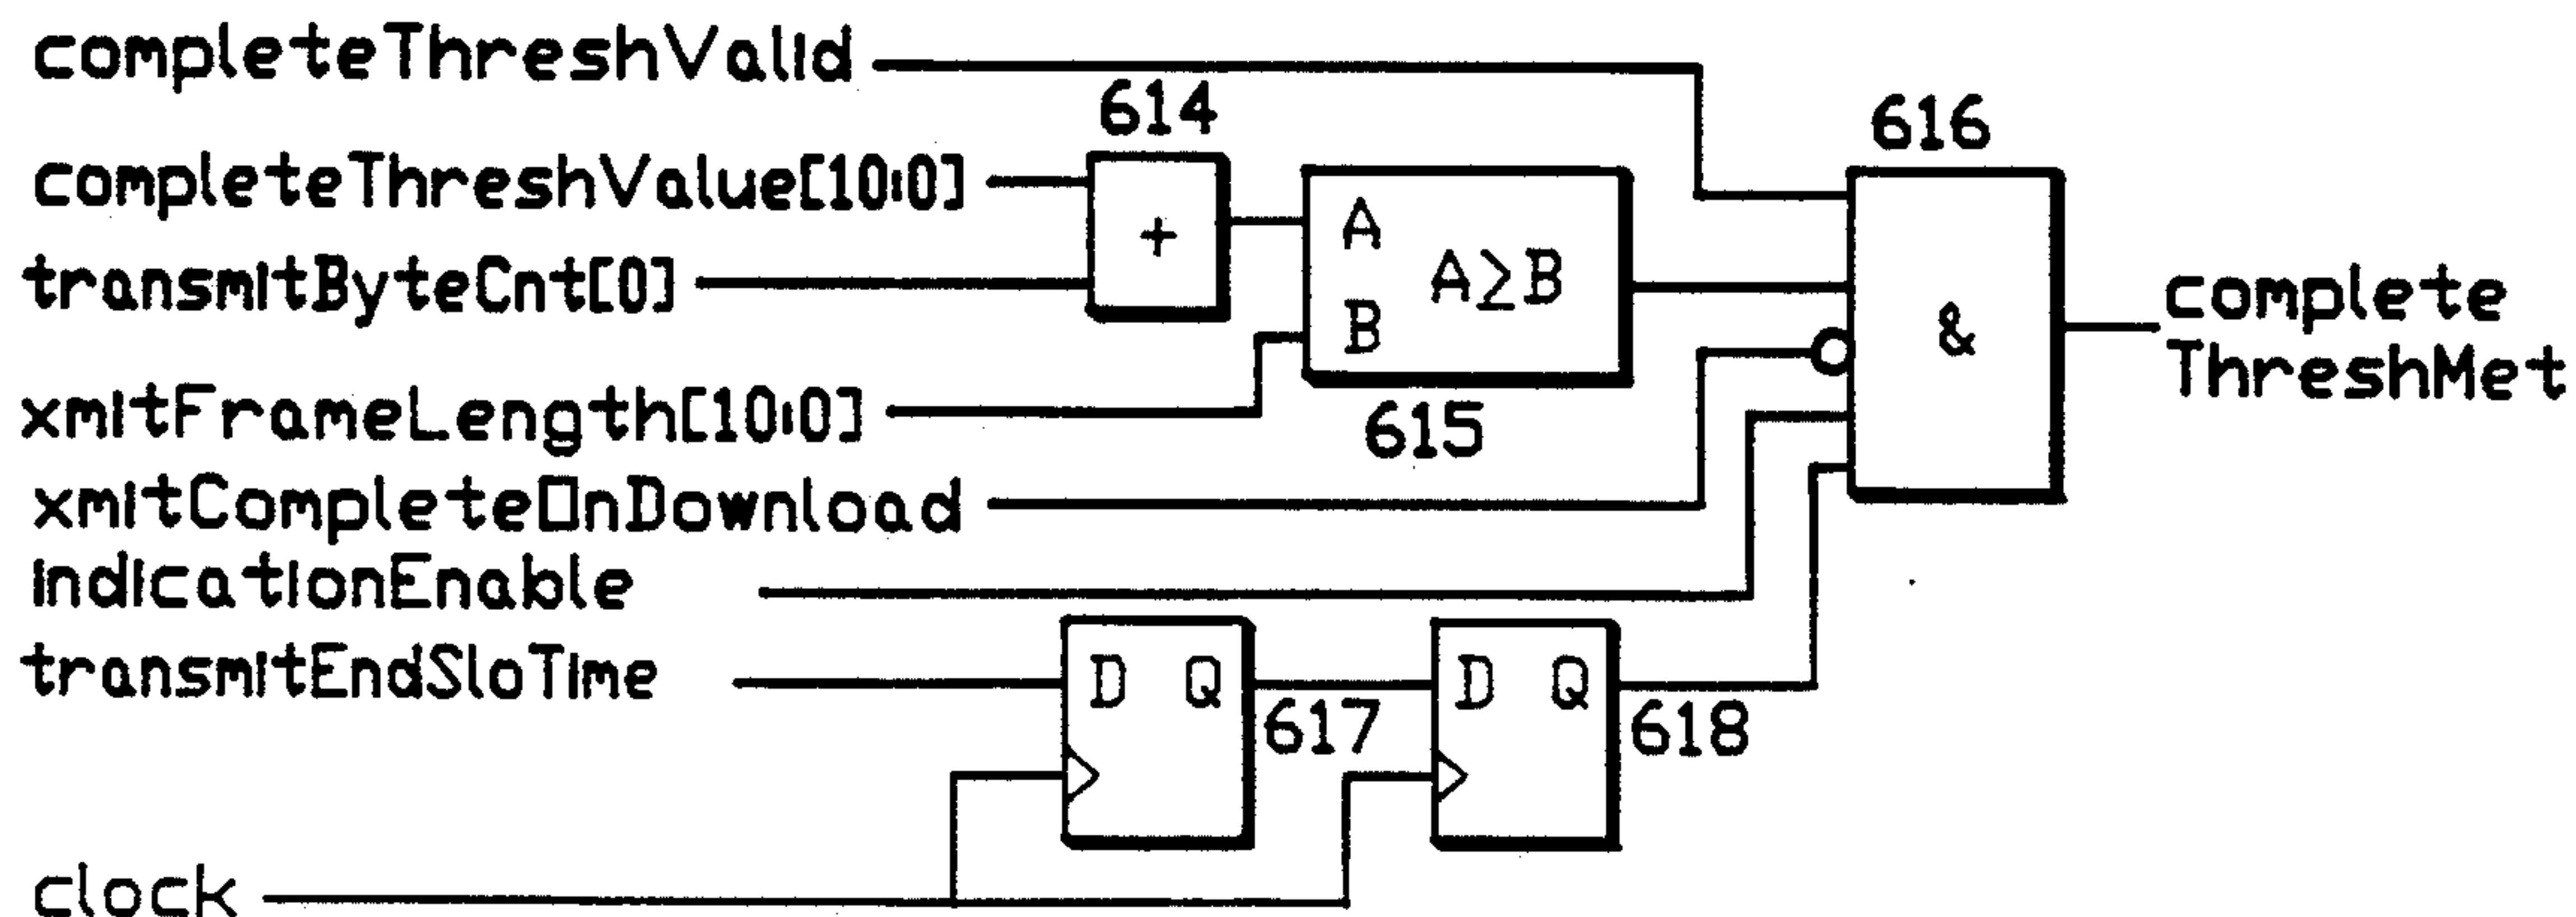 completeThreshValid
614
616
completeThreshValue[10:0]
+
A
A≥B
transmitByteCnt[0]
B
&
complete
ThreshMet
xmitFrameLength[10:0]
615
xmitCompleteOnDownload
indicationEnable
transmitEndSloTime
D Q
617
D Q
618
clock